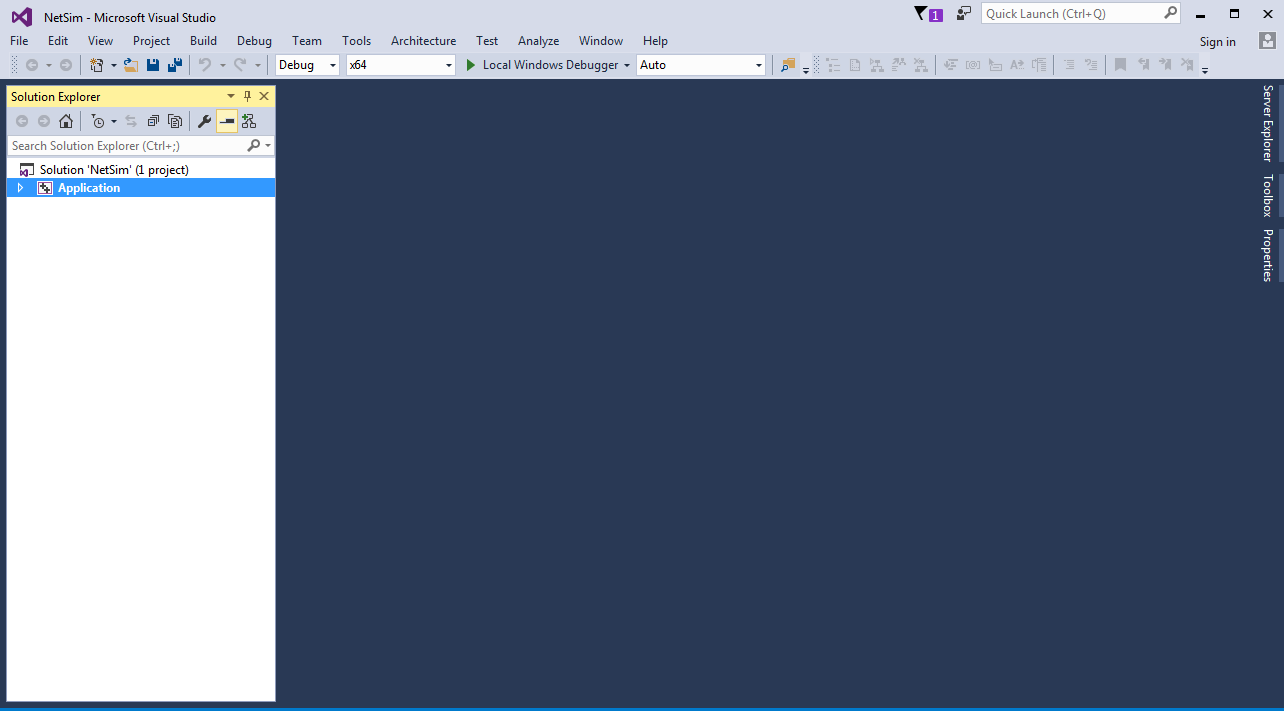 NetSim - Microsoft Visual Studio
1
Quick Launch (Ctrl+Q)
File Edit View Project Build Debug Team Tools Architecture Test Analyze Window Help
Sign in
Debug x64 Local Windows Debugger Auto
Solution Explorer
Search Solution Explorer (Ctrl+;)
Solution 'NetSim' (1 project)
Application
Server Explorer
Toolbox
Properties